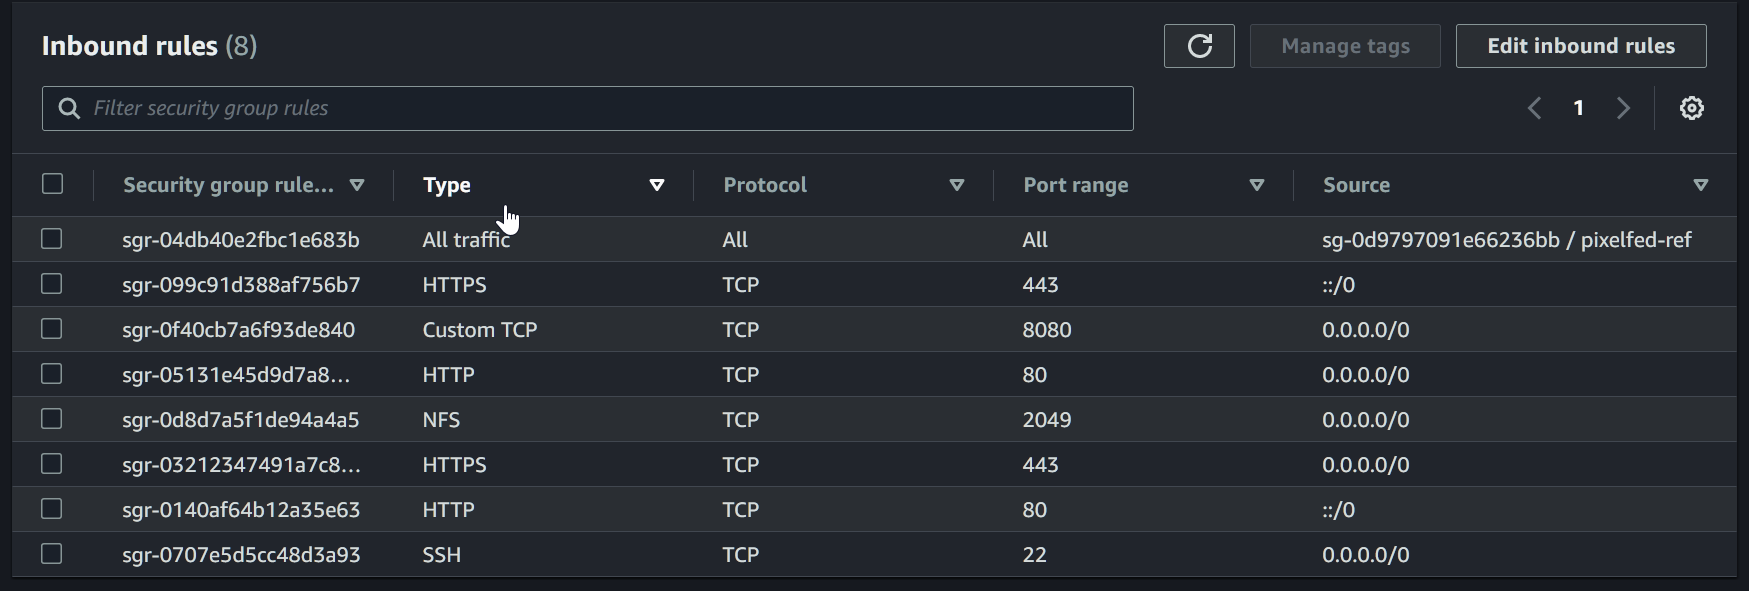 Inbound rules (8)
Manage tags
Edit inbound rules
Filter security group rules
1
Security group rule... Type Protocol Port range Source
sgr-04db40e2fbc1e683b All traffic All All sg-0d9797091e66236bb / pixelfed-ref
sgr-099c91d388af756b7 HTTPS TCP 443 ::/0
sgr-0f40cb7a6f93de840 Custom TCP TCP 8080 0.0.0.0/0
sgr-05131e45d9d7a8... HTTP TCP 80 0.0.0.0/0
sgr-0d8d7a5f1de94a4a5 NFS TCP 2049 0.0.0.0/0
sgr-03212347491a7c8... HTTPS TCP 443 0.0.0.0/0
sgr-0140af64b12a35e63 HTTP TCP 80 ::/0
sgr-0707e5d5cc48d3a93 SSH TCP 22 0.0.0.0/0